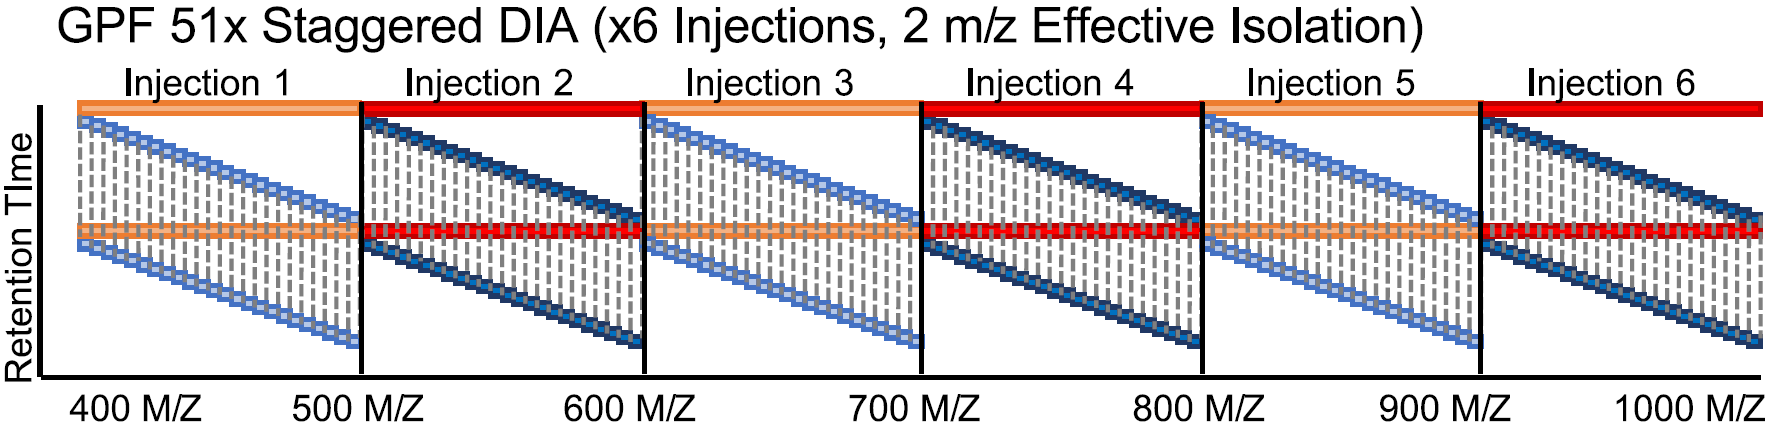 GPF 51x Staggered DIA (x6 Injections, 2 m/z Effective Isolation)
Injection 1 Injection 2 Injection 3 Injection 4 Injection 5 Injection 6
Retention TIme
400 M/Z 500 M/Z 600 M/Z 700 M/Z 800 M/Z 900 M/Z 1000 M/Z